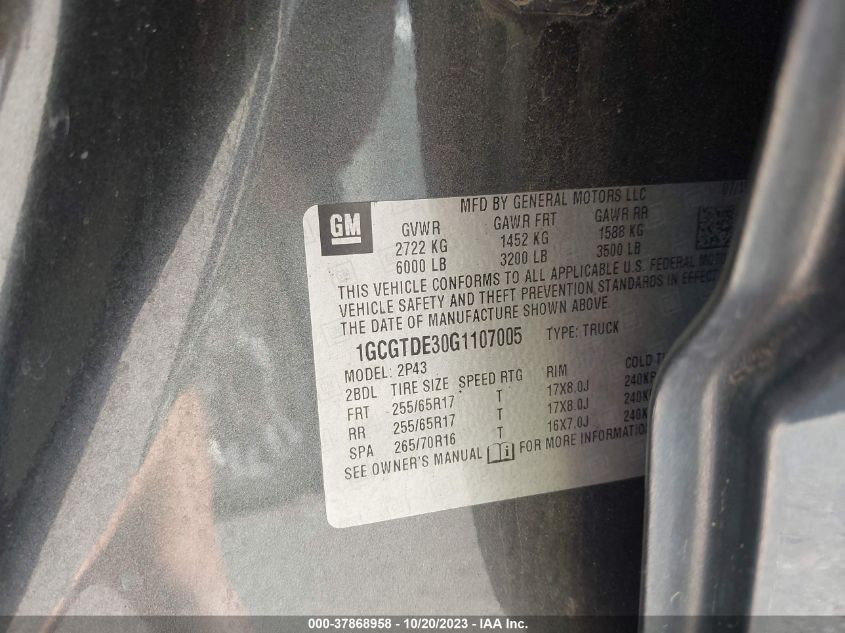 MFD BY GENERAL MOTORS LLC
GM
GVWR GAWR FRT GAWR RR
2722 KG 1452 KG 1588 KG
6000 LB 3200 LB 3500 LB
THIS VEHICLE CONFORMS TO ALL APPLICABLE U.S. FEDERAL
VEHICLE SAFETY AND THEFT PREVENTION STANDARDS IN EFFECT
THE DATE OF MANUFACTURE SHOWN ABOVE.
1GCGTDE30G1107005 TYPE: TRUCK
MODEL: 2P43
2BDL TIRE SIZE SPEED RTG RIM COLD
FRT 255/65R17 T 17X8.0J
RR 255/65R17 T 17X8.0J
SPA 265/70R16 T 16X7.0J
SEE OWNER'S MANUAL FOR MORE INFORMATION
000-37868958 - 10/20/2023 - IAA Inc.